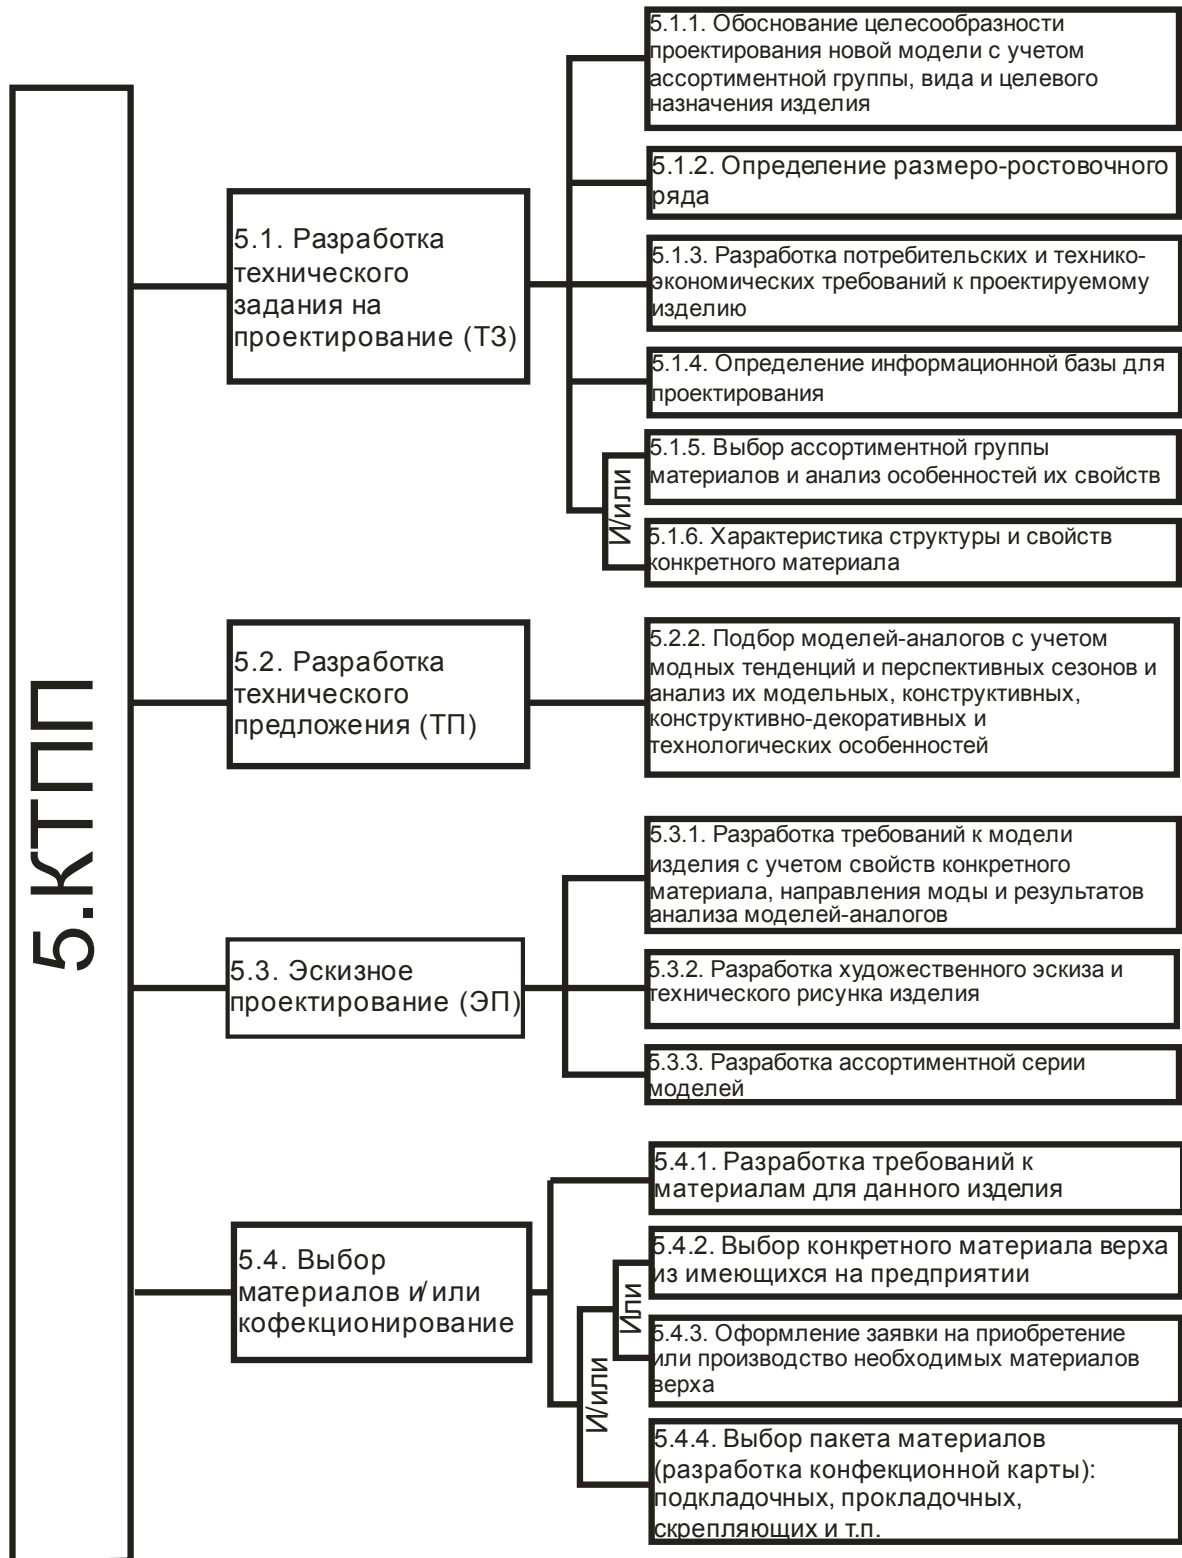 5.КТПП
5.1. Разработка
технического
задания на
проектирование (ТЗ)
5.1.1. Обоснование целесообразности
проектирования новой модели с учетом
ассортиментной группы, вида и целевого
назначения изделия
5.1.2. Определение размеро-ростовочного
ряда
5.1.3. Разработка потребительских и технико-
экономических требований к проектируемому
изделию
5.1.4. Определение информационной базы для
проектирования
И/или
5.1.5. Выбор ассортиментной группы
материалов и анализ особенностей их свойств
5.1.6. Характеристика структуры и свойств
конкретного материала
5.2. Разработка
технического
предложения (ТП)
5.2.2. Подбор моделей-аналогов с учетом
модных тенденций и перспективных сезонов и
анализ их модельных, конструктивных,
конструктивно-декоративных и
технологических особенностей
5.3. Эскизное
проектирование (ЭП)
5.3.1. Разработка требований к модели
изделия с учетом свойств конкретного
материала, направления моды и результатов
анализа моделей-аналогов
5.3.2. Разработка художественного эскиза и
технического рисунка изделия
5.3.3. Разработка ассортиментной серии
моделей
5.4. Выбор
материалов и/или
кофекционирование
5.4.1. Разработка требований к
материалам для данного изделия
И/или
Или
5.4.2. Выбор конкретного материала верха
из имеющихся на предприятии
5.4.3. Оформление заявки на приобретение
или производство необходимых материалов
верха
5.4.4. Выбор пакета материалов
(разработка конфекционной карты):
подкладочных, прокладочных,
скрепляющих и т.п.